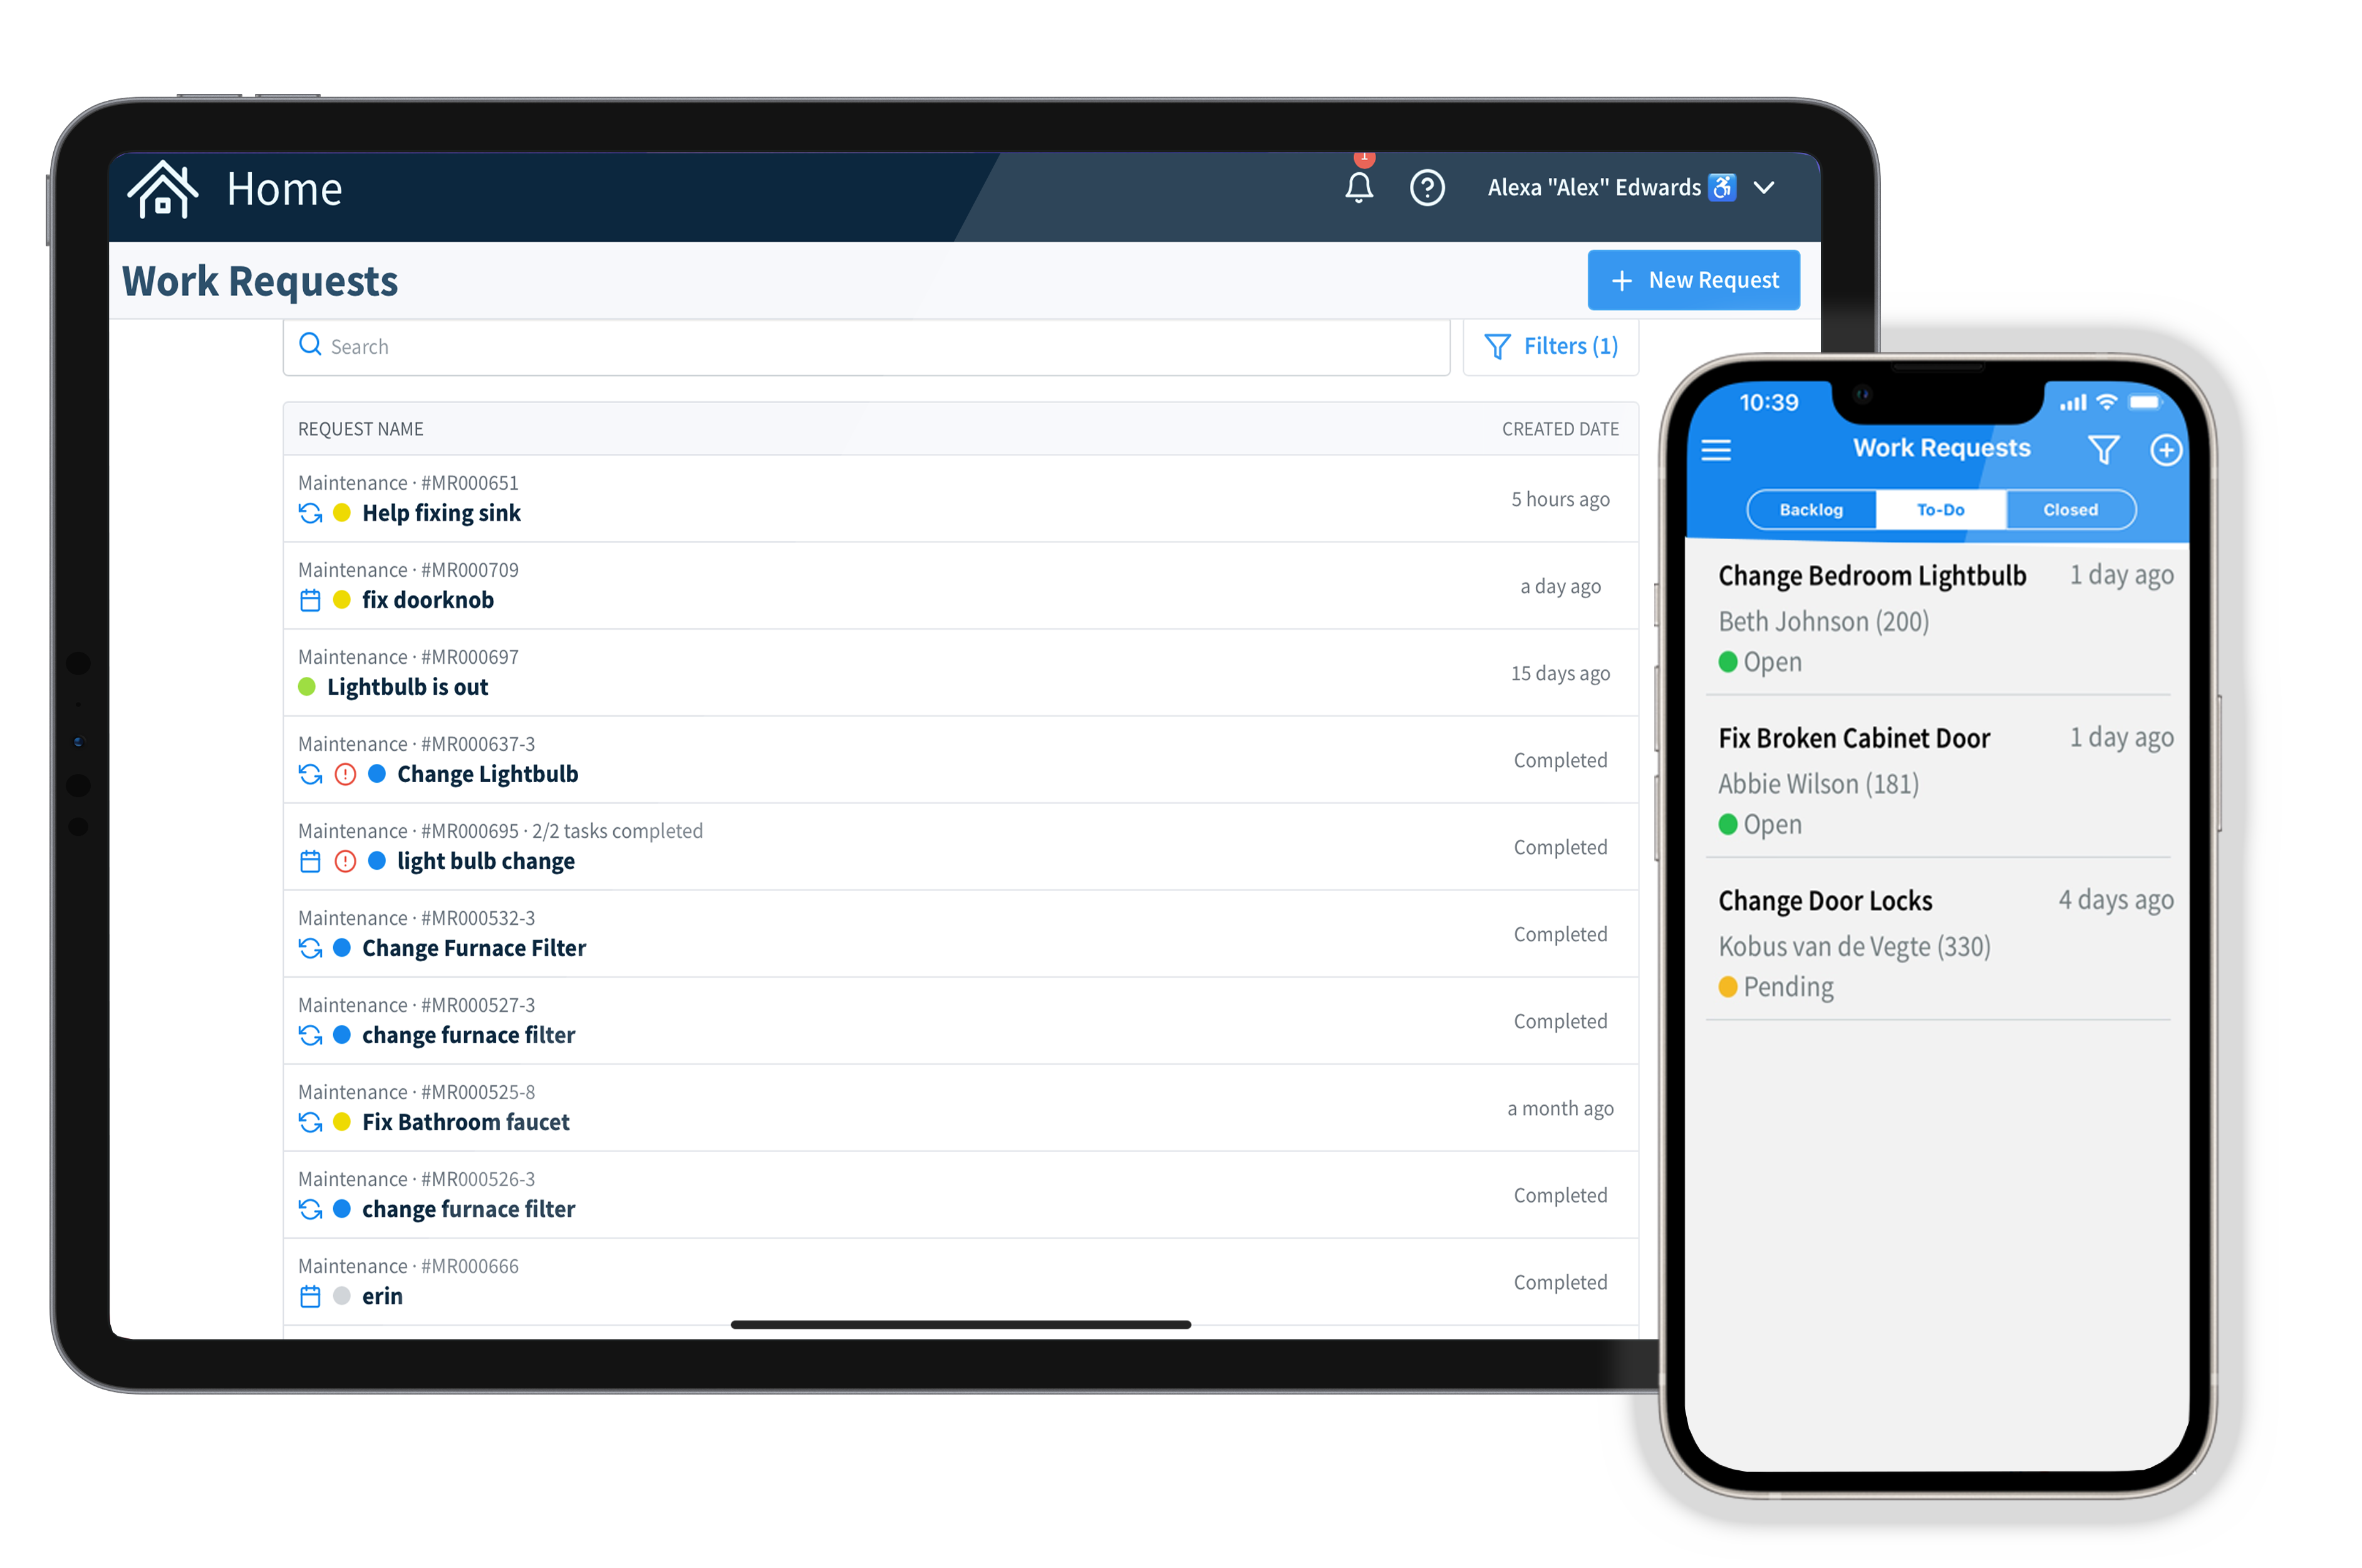 Home
1
Alexa "Alex" Edwards
Work Requests
+ New Request
Search
Filters (1)
REQUEST NAME
CREATED DATE
Maintenance · #MR000651
Help fixing sink
5 hours ago
Maintenance · #MR000709
fix doorknob
a day ago
Maintenance · #MR000697
Lightbulb is out
15 days ago
Maintenance · #MR000637-3
Change Lightbulb
Completed
Maintenance · #MR000695 · 2/2 tasks completed
light bulb change
Completed
Maintenance · #MR000532-3
Change Furnace Filter
Completed
Maintenance · #MR000527-3
change furnace filter
Completed
Maintenance · #MR000525-8
Fix Bathroom faucet
a month ago
Maintenance · #MR000526-3
change furnace filter
Completed
Maintenance · #MR000666
erin
Completed
10:39
Work Requests
Backlog
To-Do
Closed
Change Bedroom Lightbulb
1 day ago
Beth Johnson (200)
Open
Fix Broken Cabinet Door
1 day ago
Abbie Wilson (181)
Open
Change Door Locks
4 days ago
Kobus van de Vegte (330)
Pending